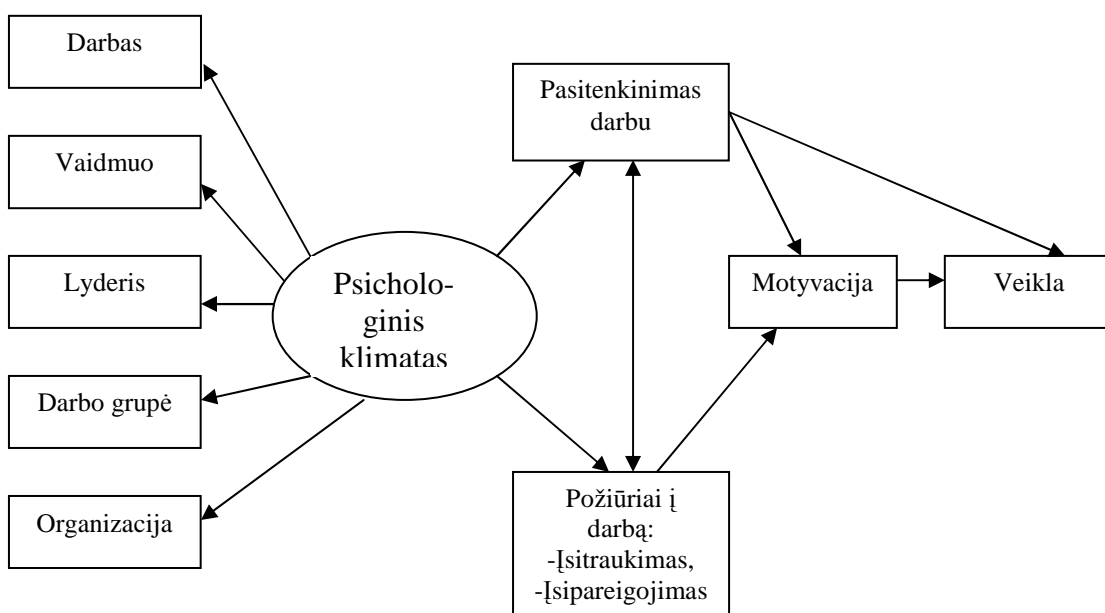 Darbas
Vaidmuo
Lyderis
Darbo grupė
Organizacija
Psicholo-
ginis
klimatas
Pasitenkinimas
darbu
Požiūriai į
darbą:
-Įsitraukimas,
-Įsipareigojimas
Motyvacija
Veikla